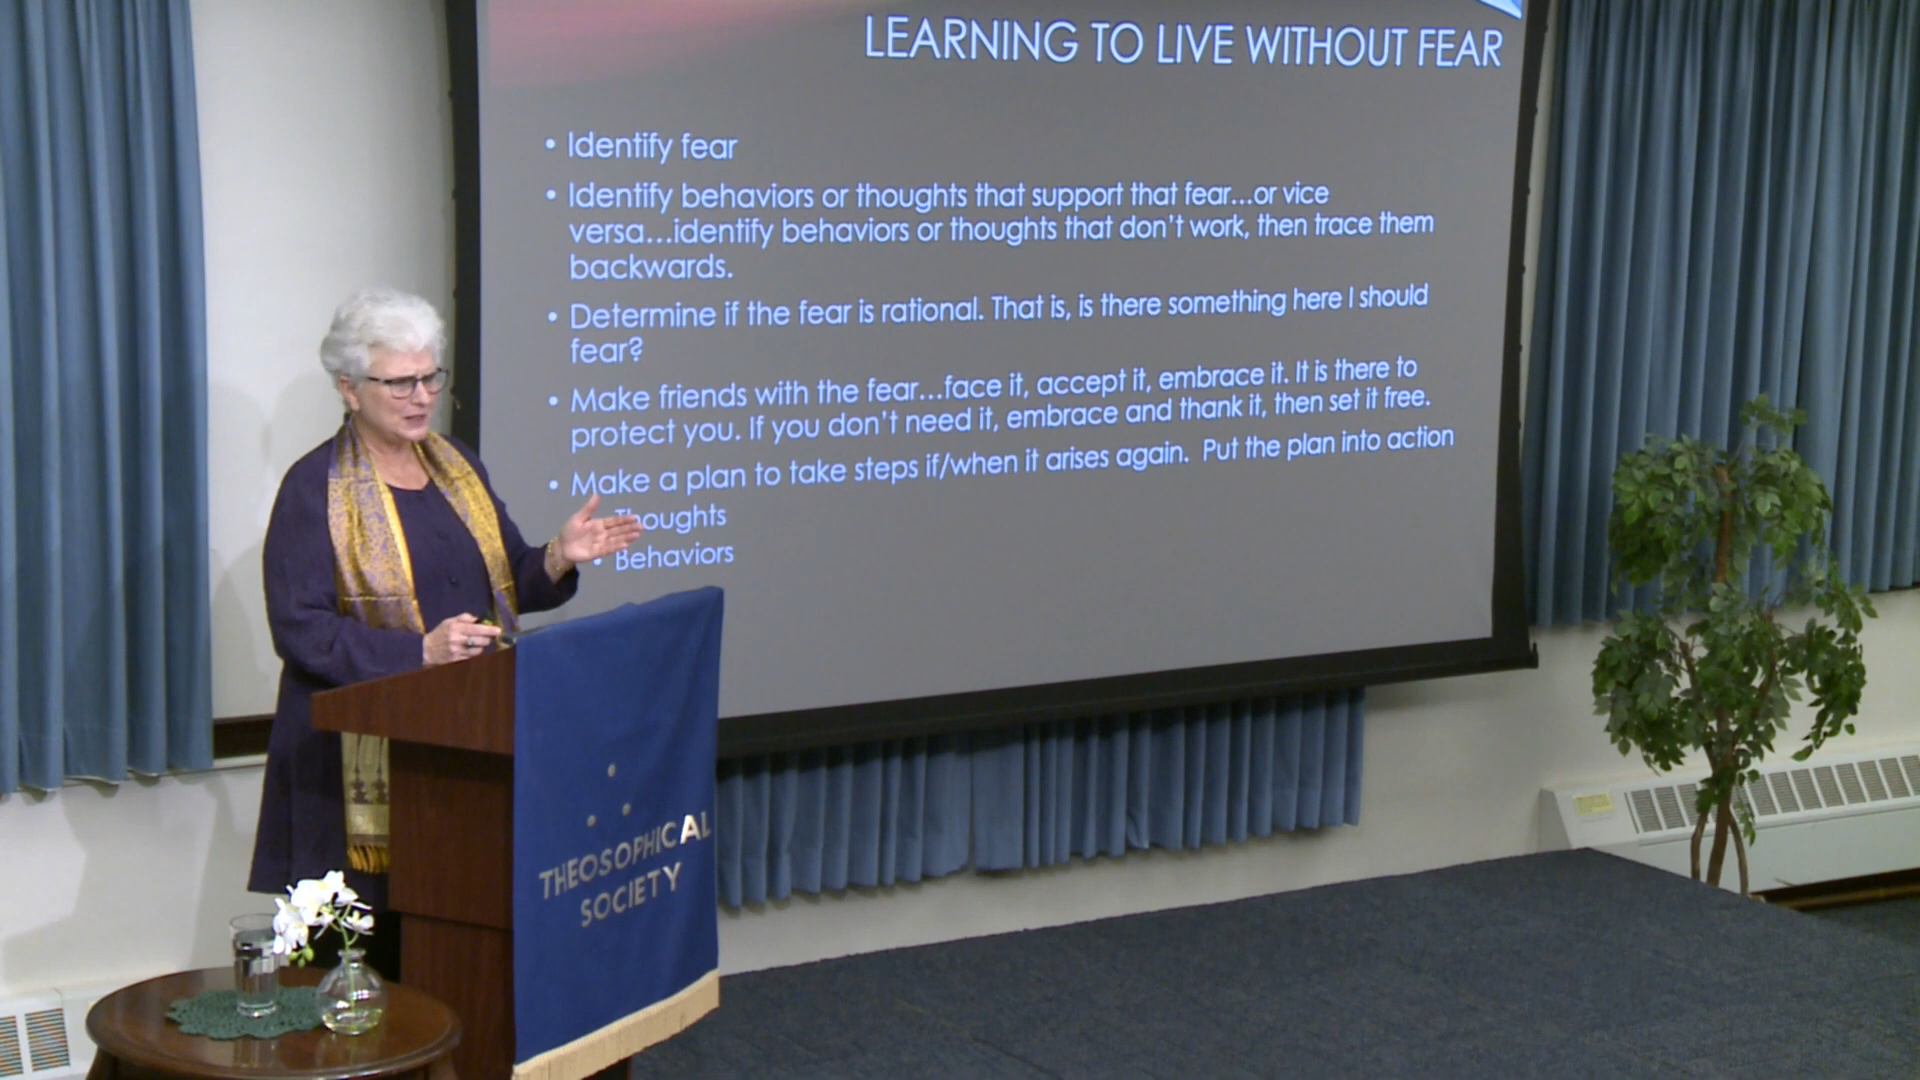 LEARNING TO LIVE WITHOUT FEAR
• Identify fear
• Identify behaviors or thoughts that support that fear...or vice
versa...identify behaviors or thoughts that don't work, then trace them
backwards.
• Determine if the fear is rational. That is, is there something here I should
fear?
• Make friends with the fear...face it, accept it, embrace it. It is there to
protect you. If you don't need it, embrace and thank it, then set it free.
• Make a plan to take steps if/when it arises again. Put the plan into action
Thoughts
• Behaviors
THEOSOPHICAL
SOCIETY